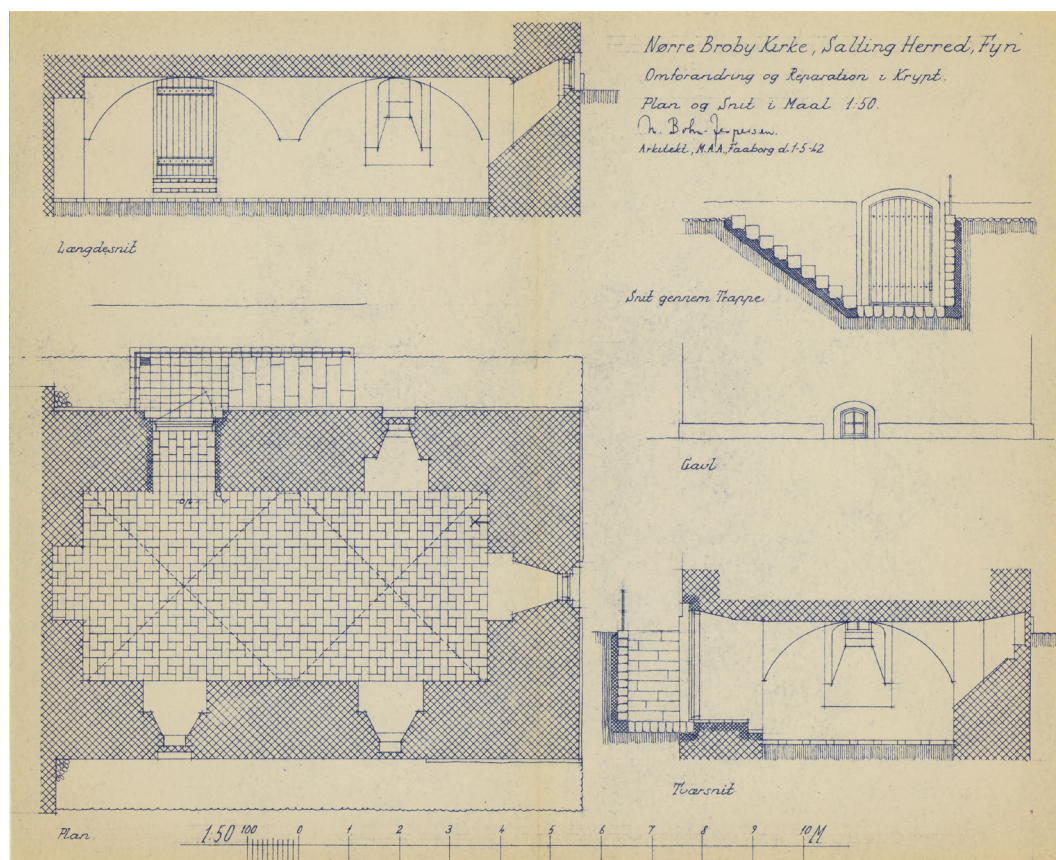 Nørre Broby Kirke, Salling Herred, Fyn
Omforandring og Reparation i Krypt.
Plan og Snit i Maal 1:50.
Arkitekt, M.A.A., Faaborg d. 1-5-42
Længdesnit
Snit gennem Trappe
Gavl
Tværsnit
Plan
1:50 100 0 1 2 3 4 5 6 7 8 9 10 M